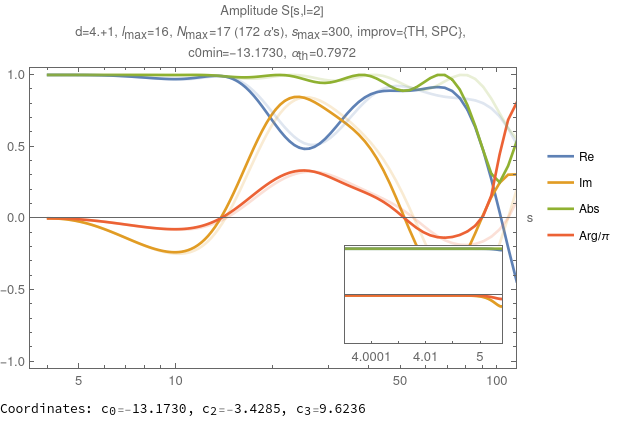 Amplitude S[s,l=2]
d=4.+1, lmax=16, Nmax=17 (172 α's), smax=300, improv={TH, SPC},
c0min=-13.1730, αth=0.7972
1.0
0.5
0.0
-0.5
-1.0
s
Re
Im
Abs
Arg/π
4.0001 4.01 5
5 10 50 100
Coordinates: c0=-13.1730, c2=-3.4285, c3=9.6236